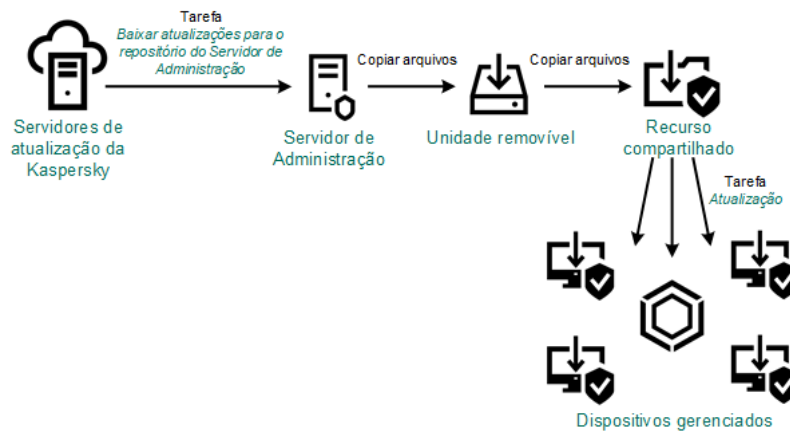 Tarefa
Baixar atualizações para o
repositório do Servidor de
Administração
Copiar arquivos
Copiar arquivos
Servidores de
atualização da
Kaspersky
Servidor de
Administração
Unidade removível
Recurso
compartilhado
Tarefa
Atualização
Dispositivos gerenciados